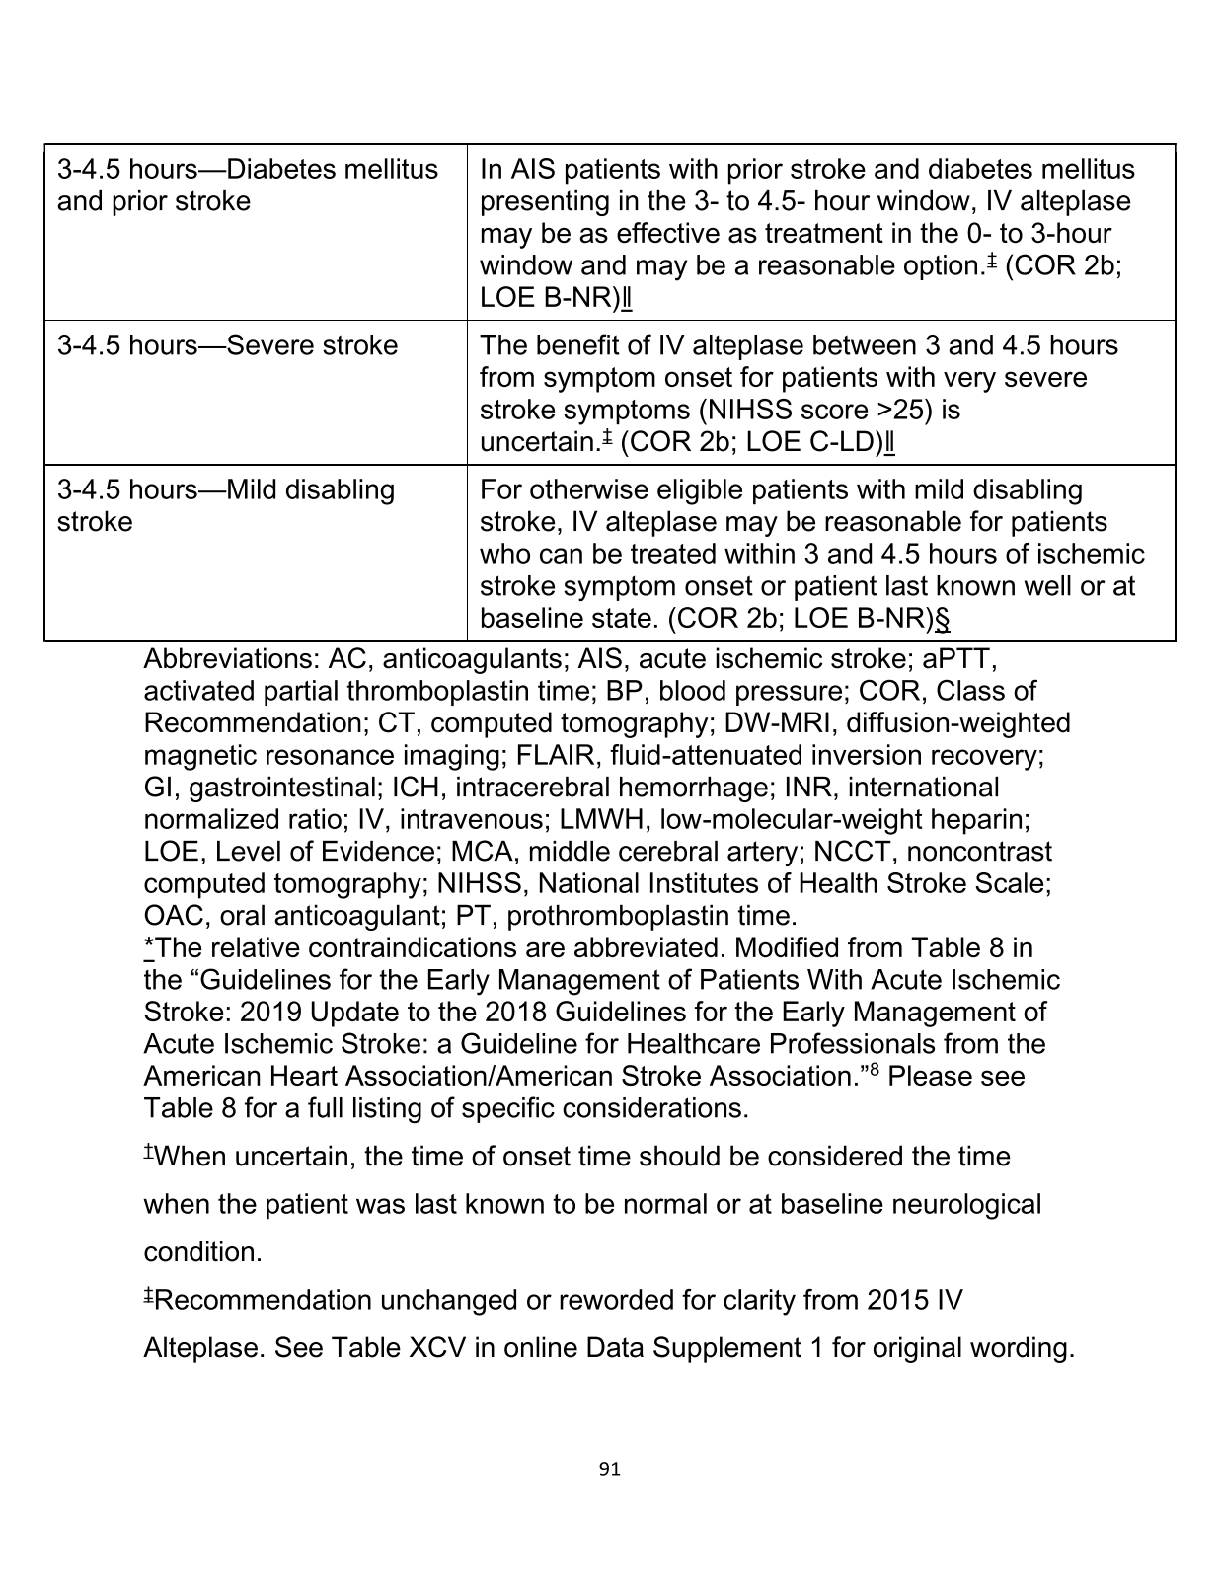 3-4.5 hours—Diabetes mellitus
and prior stroke
In AIS patients with prior stroke and diabetes mellitus
presenting in the 3- to 4.5- hour window, IV alteplase
may be as effective as treatment in the 0- to 3-hour
window and may be a reasonable option.‡ (COR 2b;
LOE B-NR)‖
3-4.5 hours—Severe stroke
The benefit of IV alteplase between 3 and 4.5 hours
from symptom onset for patients with very severe
stroke symptoms (NIHSS score >25) is
uncertain.‡ (COR 2b; LOE C-LD)‖
3-4.5 hours—Mild disabling
stroke
For otherwise eligible patients with mild disabling
stroke, IV alteplase may be reasonable for patients
who can be treated within 3 and 4.5 hours of ischemic
stroke symptom onset or patient last known well or at
baseline state. (COR 2b; LOE B-NR)§
Abbreviations: AC, anticoagulants; AIS, acute ischemic stroke; aPTT,
activated partial thromboplastin time; BP, blood pressure; COR, Class of
Recommendation; CT, computed tomography; DW-MRI, diffusion-weighted
magnetic resonance imaging; FLAIR, fluid-attenuated inversion recovery;
GI, gastrointestinal; ICH, intracerebral hemorrhage; INR, international
normalized ratio; IV, intravenous; LMWH, low-molecular-weight heparin;
LOE, Level of Evidence; MCA, middle cerebral artery; NCCT, noncontrast
computed tomography; NIHSS, National Institutes of Health Stroke Scale;
OAC, oral anticoagulant; PT, prothromboplastin time.
*The relative contraindications are abbreviated. Modified from Table 8 in
the “Guidelines for the Early Management of Patients With Acute Ischemic
Stroke: 2019 Update to the 2018 Guidelines for the Early Management of
Acute Ischemic Stroke: a Guideline for Healthcare Professionals from the
American Heart Association/American Stroke Association.”8 Please see
Table 8 for a full listing of specific considerations.
†When uncertain, the time of onset time should be considered the time
when the patient was last known to be normal or at baseline neurological
condition.
‡Recommendation unchanged or reworded for clarity from 2015 IV
Alteplase. See Table XCV in online Data Supplement 1 for original wording.
91